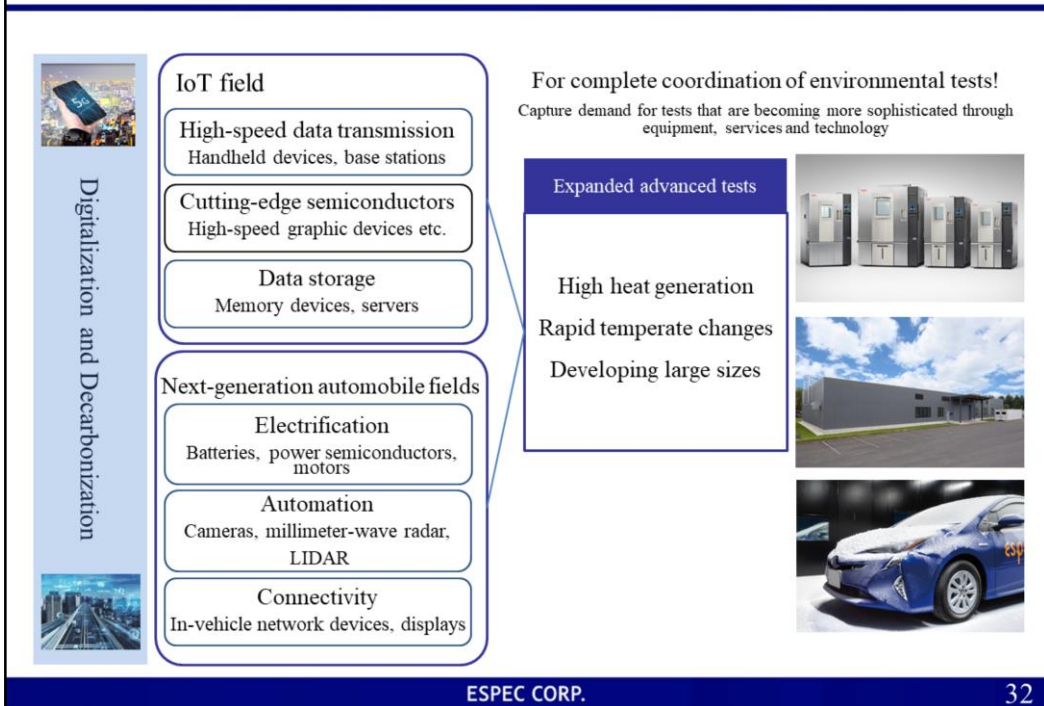 5G
Digitalization and Decarbonization
IoT field
High-speed data transmission
Handheld devices, base stations
Cutting-edge semiconductors
High-speed graphic devices etc.
Data storage
Memory devices, servers
Next-generation automobile fields
Electrification
Batteries, power semiconductors,
motors
Automation
Cameras, millimeter-wave radar,
LIDAR
Connectivity
In-vehicle network devices, displays
For complete coordination of environmental tests!
Capture demand for tests that are becoming more sophisticated through
equipment, services and technology
Expanded advanced tests
High heat generation
Rapid temperate changes
Developing large sizes
espe
ESPEC CORP.
32